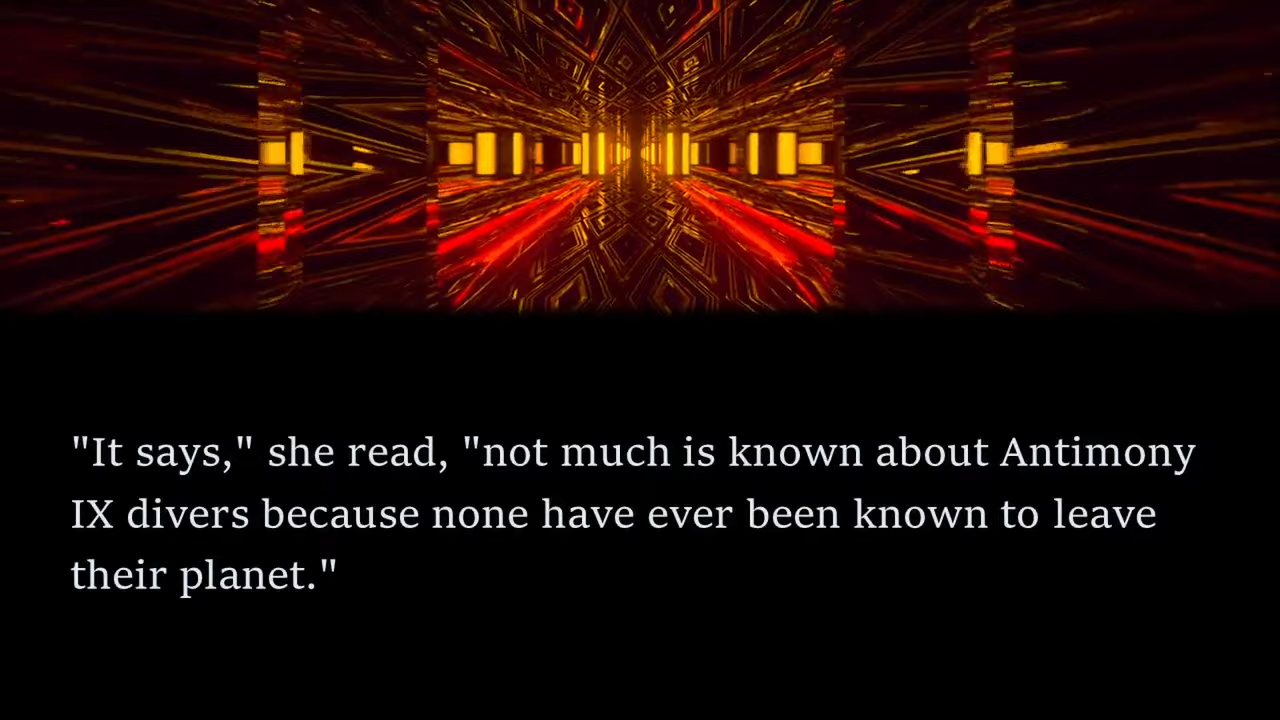 "It says," she read, "not much is known about Antimony
IX divers because none have ever been known to leave
their planet."